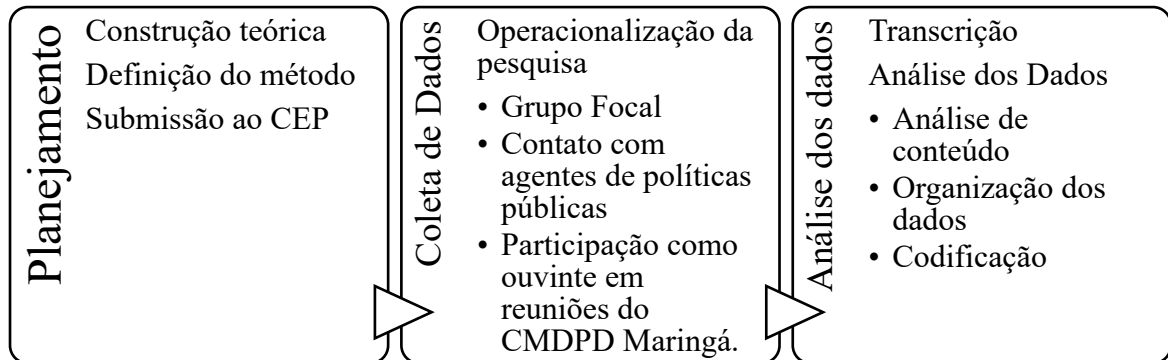 Planejamento
Construção teórica
Definição do método
Submissão ao CEP
Coleta de Dados
Operacionalização da
pesquisa
• Grupo Focal
• Contato com
agentes de políticas
públicas
• Participação como
ouvinte em
reuniões do
CMDPD Maringá.
Análise dos dados
Transcrição
Análise dos Dados
• Análise de
conteúdo
• Organização dos
dados
• Codificação